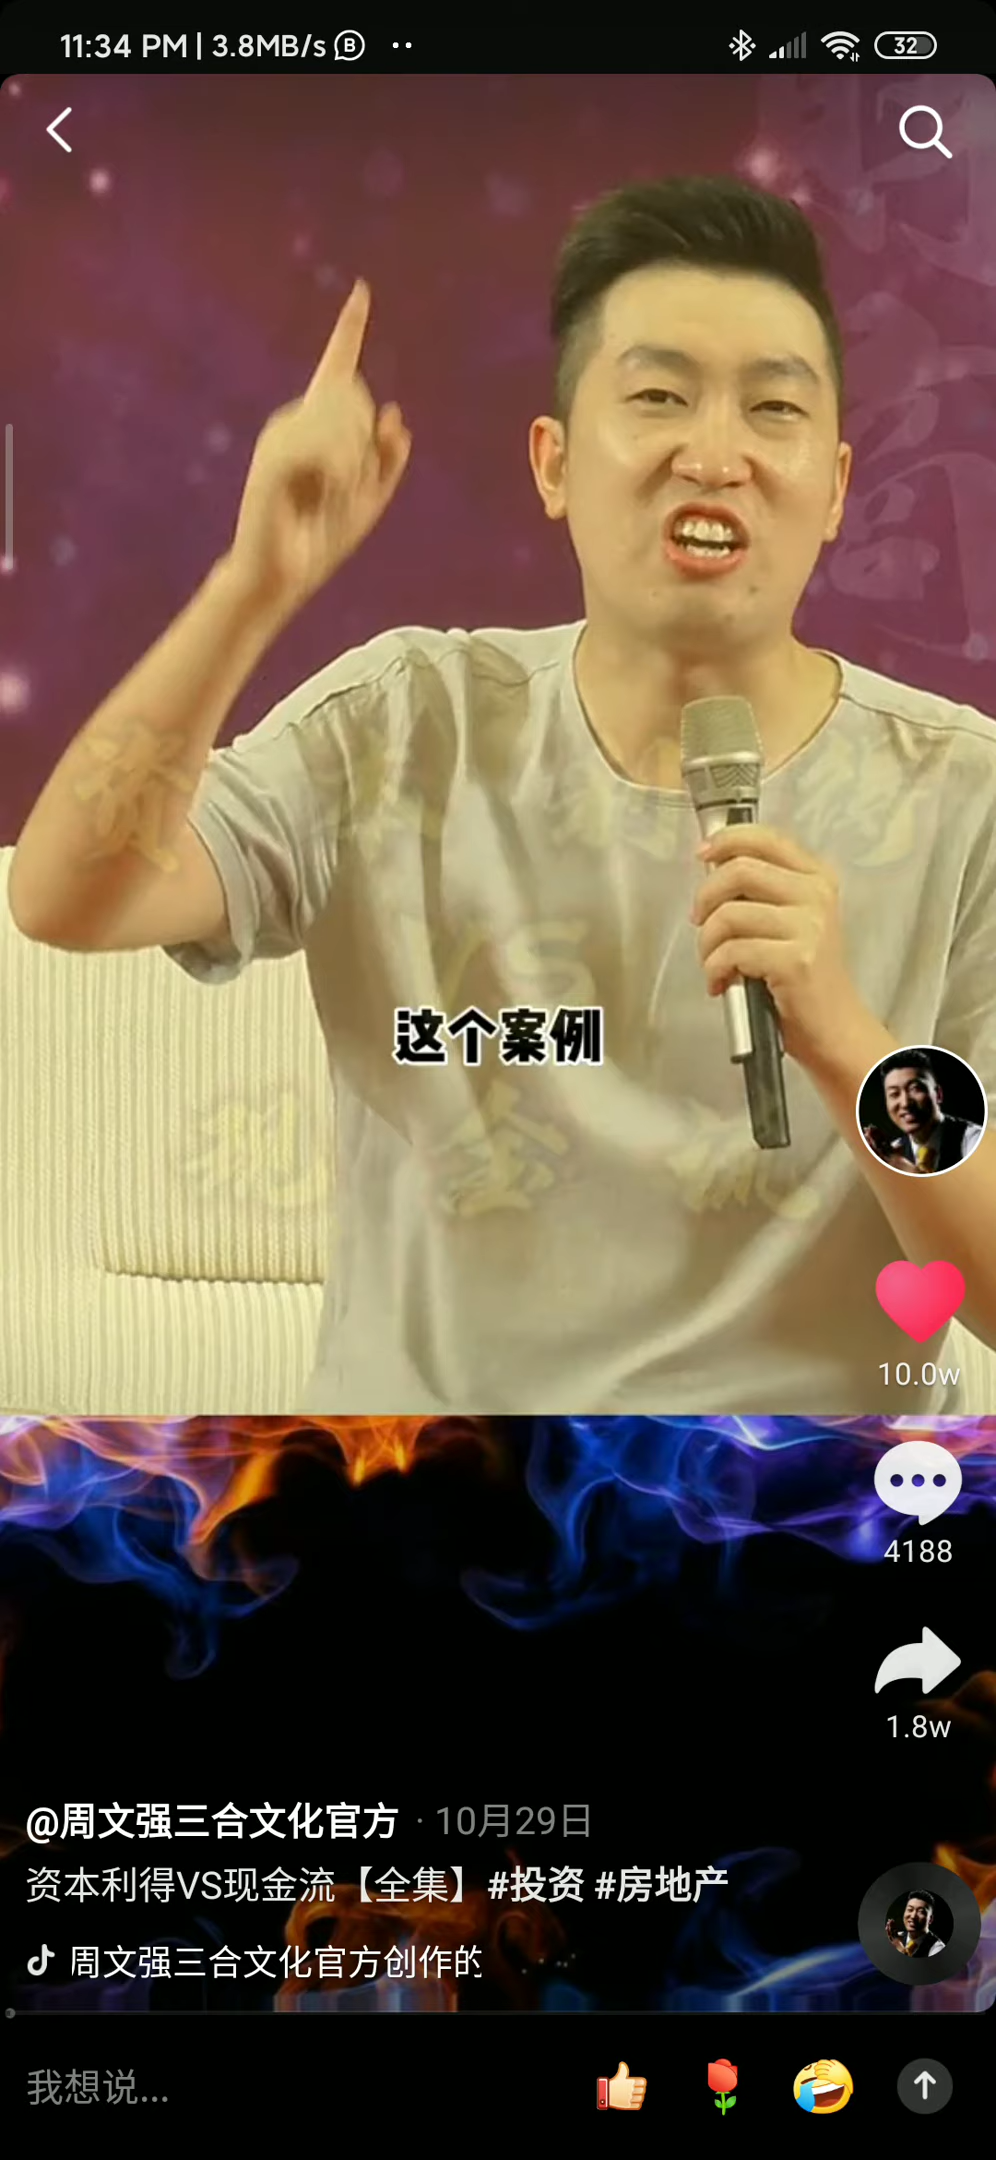 11:34 PM | 3.8MB/s
32
这个案例
VS
金
10.0w
4188
1.8w
@周文强三合文化官方 · 10月29日
资本利得VS现金流【全集】#投资 #房地产
周文强三合文化官方创作的
我想说...